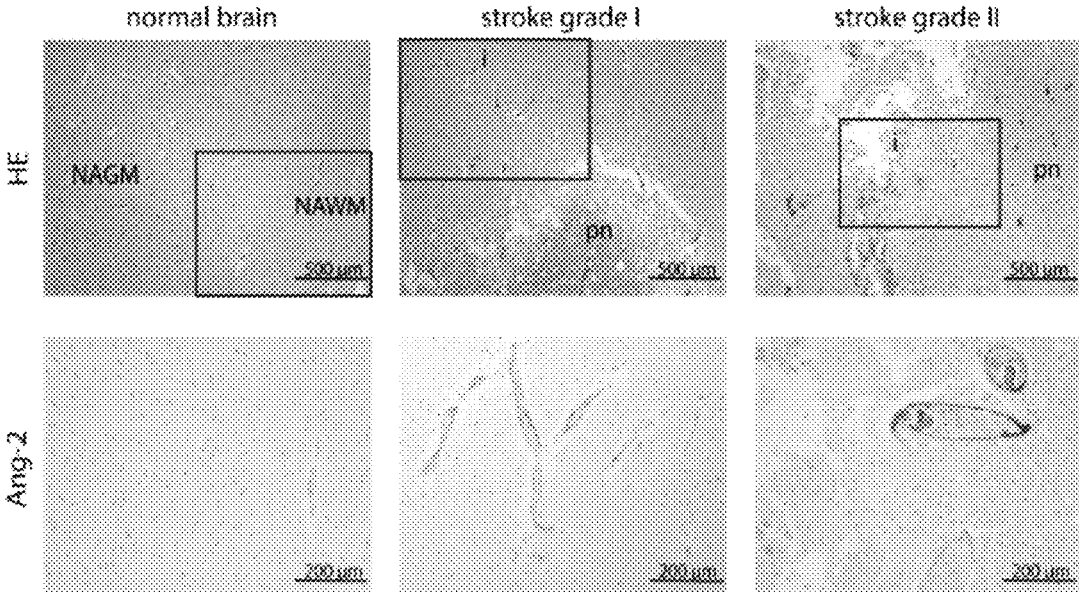 normal brain
stroke grade I
stroke grade II
HE
NAGM
NAWM
500 µm
i
pn
500 µm
i
pn
500 µm
Ang-2
200 µm
200 µm
a
200 µm